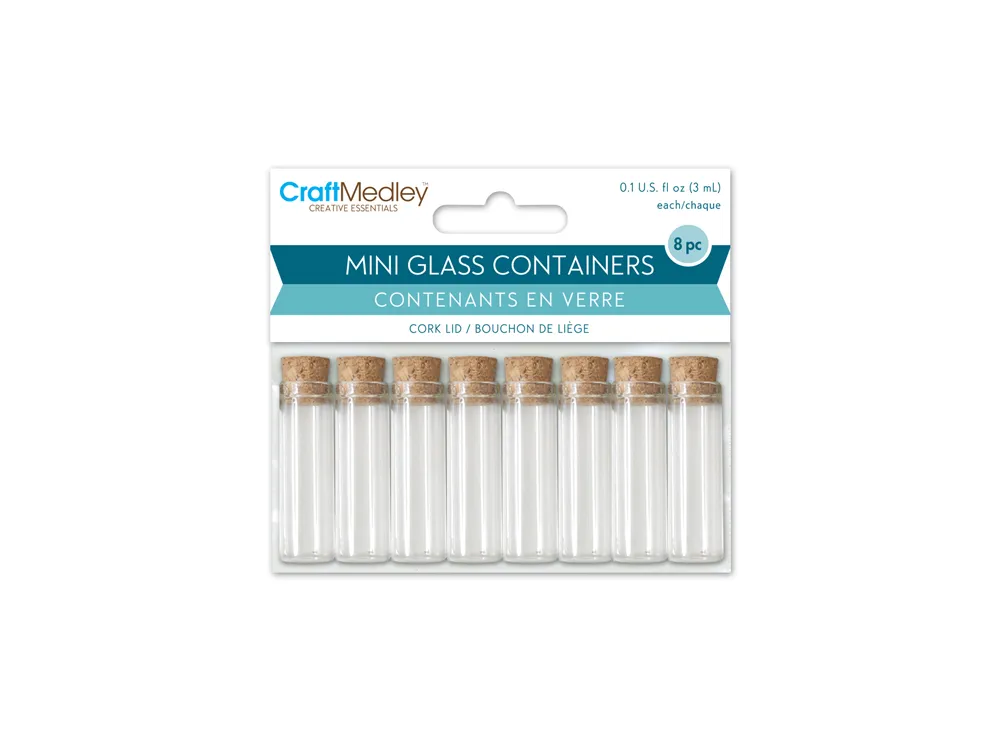 CraftMedley™
CREATIVE ESSENTIALS
0.1 U.S. fl oz (3 mL)
each/chaque
8 pc
MINI GLASS CONTAINERS
CONTENANTS EN VERRE
CORK LID / BOUCHON DE LIÈGE